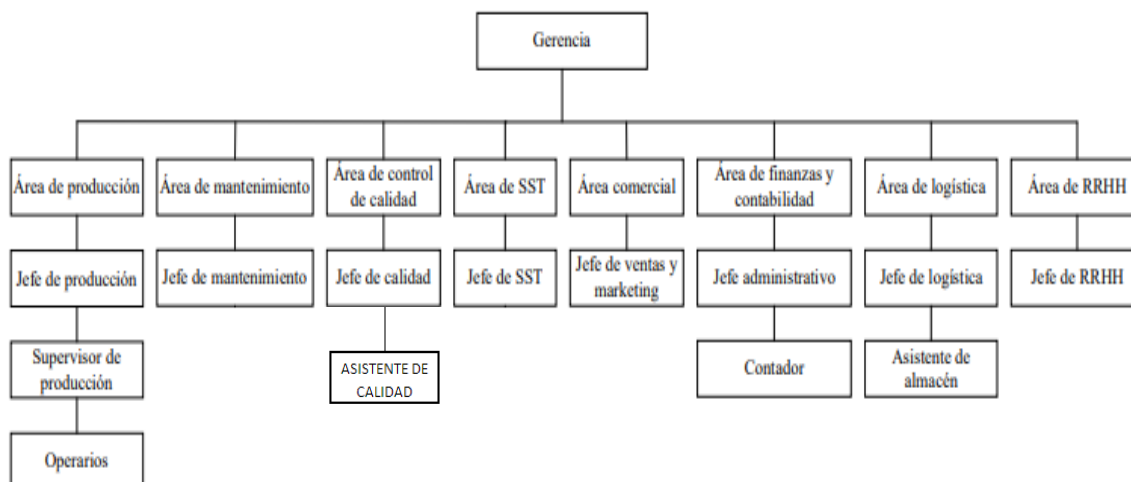 Gerencia
Área de producción
Área de mantenimiento
Área de control
de calidad
Área de SST
Área comercial
Área de finanzas y
contabilidad
Área de logística
Área de RRHH
Jefe de producción
Jefe de mantenimiento
Jefe de calidad
Jefe de SST
Jefe de ventas y
marketing
Jefe administrativo
Jefe de logística
Jefe de RRHH
Supervisor de
producción
ASISTENTE DE
CALIDAD
Contador
Asistente de
almacén
Operarios